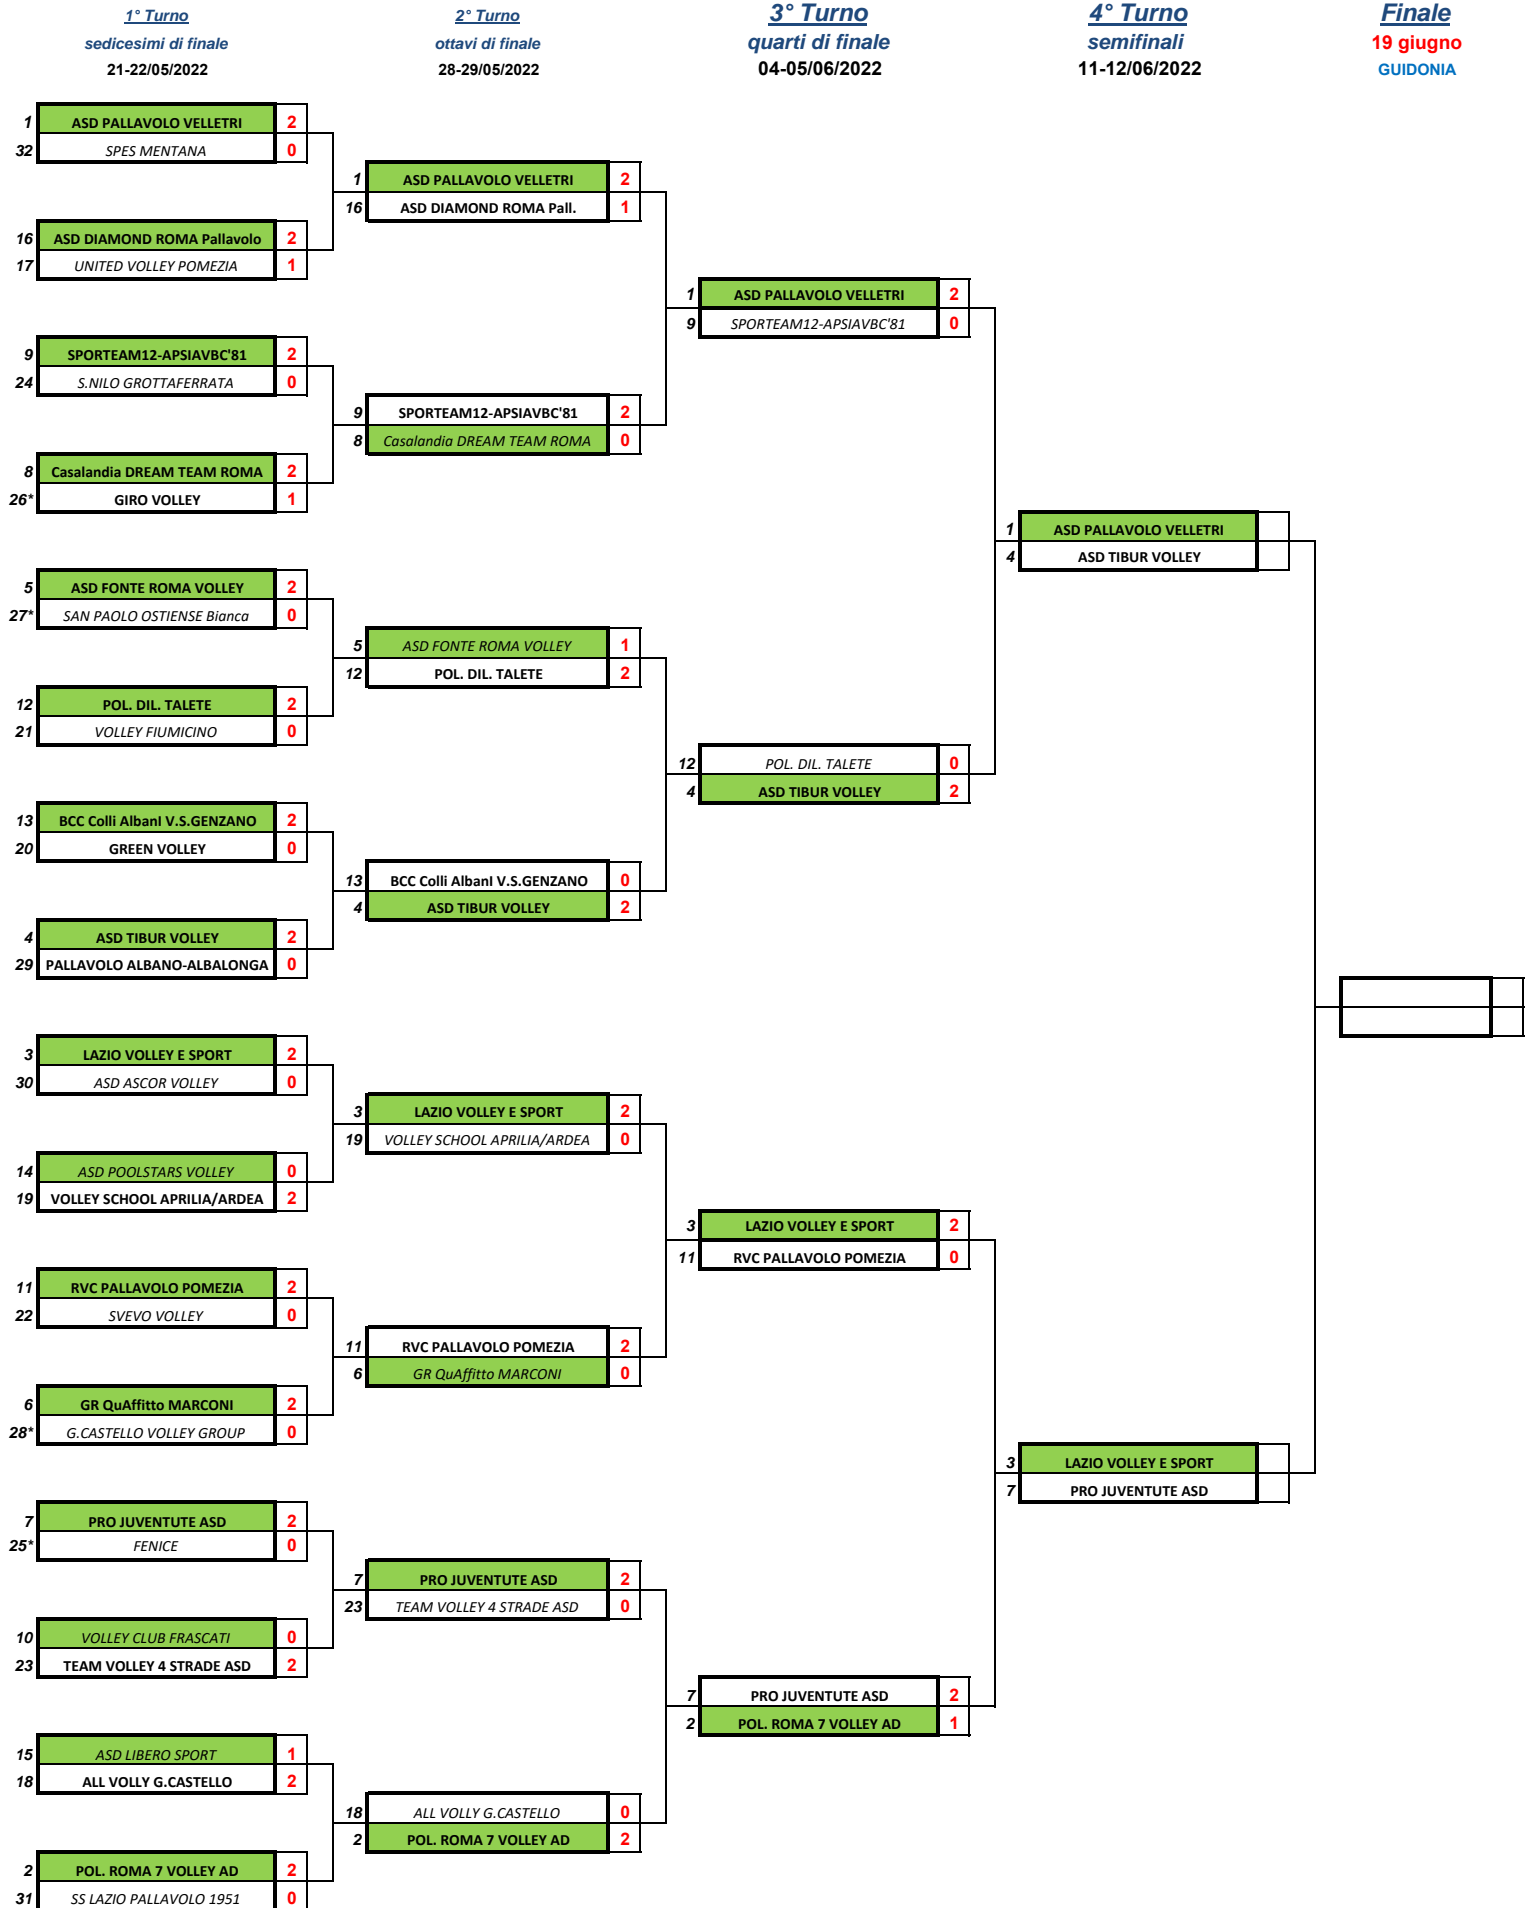 1° Turno
sedicesimi di finale
21-22/05/2022
2° Turno
ottavi di finale
28-29/05/2022
3° Turno
quarti di finale
04-05/06/2022
4° Turno
semifinali
11-12/06/2022
Finale
19 giugno
GUIDONIA
1 ASD PALLAVOLO VELLETRI 2
32 SPES MENTANA 0
16 ASD DIAMOND ROMA Pallavolo 2
17 UNITED VOLLEY POMEZIA 1
9 SPORTEAM12-APSIAVBC'81 2
24 S.NILO GROTTAFERRATA 0
8 Casalandia DREAM TEAM ROMA 2
26* GIRO VOLLEY 1
5 ASD FONTE ROMA VOLLEY 2
27* SAN PAOLO OSTIENSE Bianca 0
12 POL. DIL. TALETE 2
21 VOLLEY FIUMICINO 0
13 BCC Colli AlbanI V.S.GENZANO 2
20 GREEN VOLLEY 0
4 ASD TIBUR VOLLEY 2
29 PALLAVOLO ALBANO-ALBALONGA 0
3 LAZIO VOLLEY E SPORT 2
30 ASD ASCOR VOLLEY 0
14 ASD POOLSTARS VOLLEY 0
19 VOLLEY SCHOOL APRILIA/ARDEA 2
11 RVC PALLAVOLO POMEZIA 2
22 SVEVO VOLLEY 0
6 GR QuAffitto MARCONI 2
28* G.CASTELLO VOLLEY GROUP 0
7 PRO JUVENTUTE ASD 2
25* FENICE 0
10 VOLLEY CLUB FRASCATI 0
23 TEAM VOLLEY 4 STRADE ASD 2
15 ASD LIBERO SPORT 1
18 ALL VOLLY G.CASTELLO 2
2 POL. ROMA 7 VOLLEY AD 2
31 SS LAZIO PALLAVOLO 1951 0
1 ASD PALLAVOLO VELLETRI 2
16 ASD DIAMOND ROMA Pall. 1
9 SPORTEAM12-APSIAVBC'81 2
8 Casalandia DREAM TEAM ROMA 0
5 ASD FONTE ROMA VOLLEY 1
12 POL. DIL. TALETE 2
13 BCC Colli AlbanI V.S.GENZANO 0
4 ASD TIBUR VOLLEY 2
3 LAZIO VOLLEY E SPORT 2
19 VOLLEY SCHOOL APRILIA/ARDEA 0
11 RVC PALLAVOLO POMEZIA 2
6 GR QuAffitto MARCONI 0
7 PRO JUVENTUTE ASD 2
23 TEAM VOLLEY 4 STRADE ASD 0
18 ALL VOLLY G.CASTELLO 0
2 POL. ROMA 7 VOLLEY AD 2
1 ASD PALLAVOLO VELLETRI 2
9 SPORTEAM12-APSIAVBC'81 0
12 POL. DIL. TALETE 0
4 ASD TIBUR VOLLEY 2
3 LAZIO VOLLEY E SPORT 2
11 RVC PALLAVOLO POMEZIA 0
7 PRO JUVENTUTE ASD 2
2 POL. ROMA 7 VOLLEY AD 1
1 ASD PALLAVOLO VELLETRI
4 ASD TIBUR VOLLEY
3 LAZIO VOLLEY E SPORT
7 PRO JUVENTUTE ASD